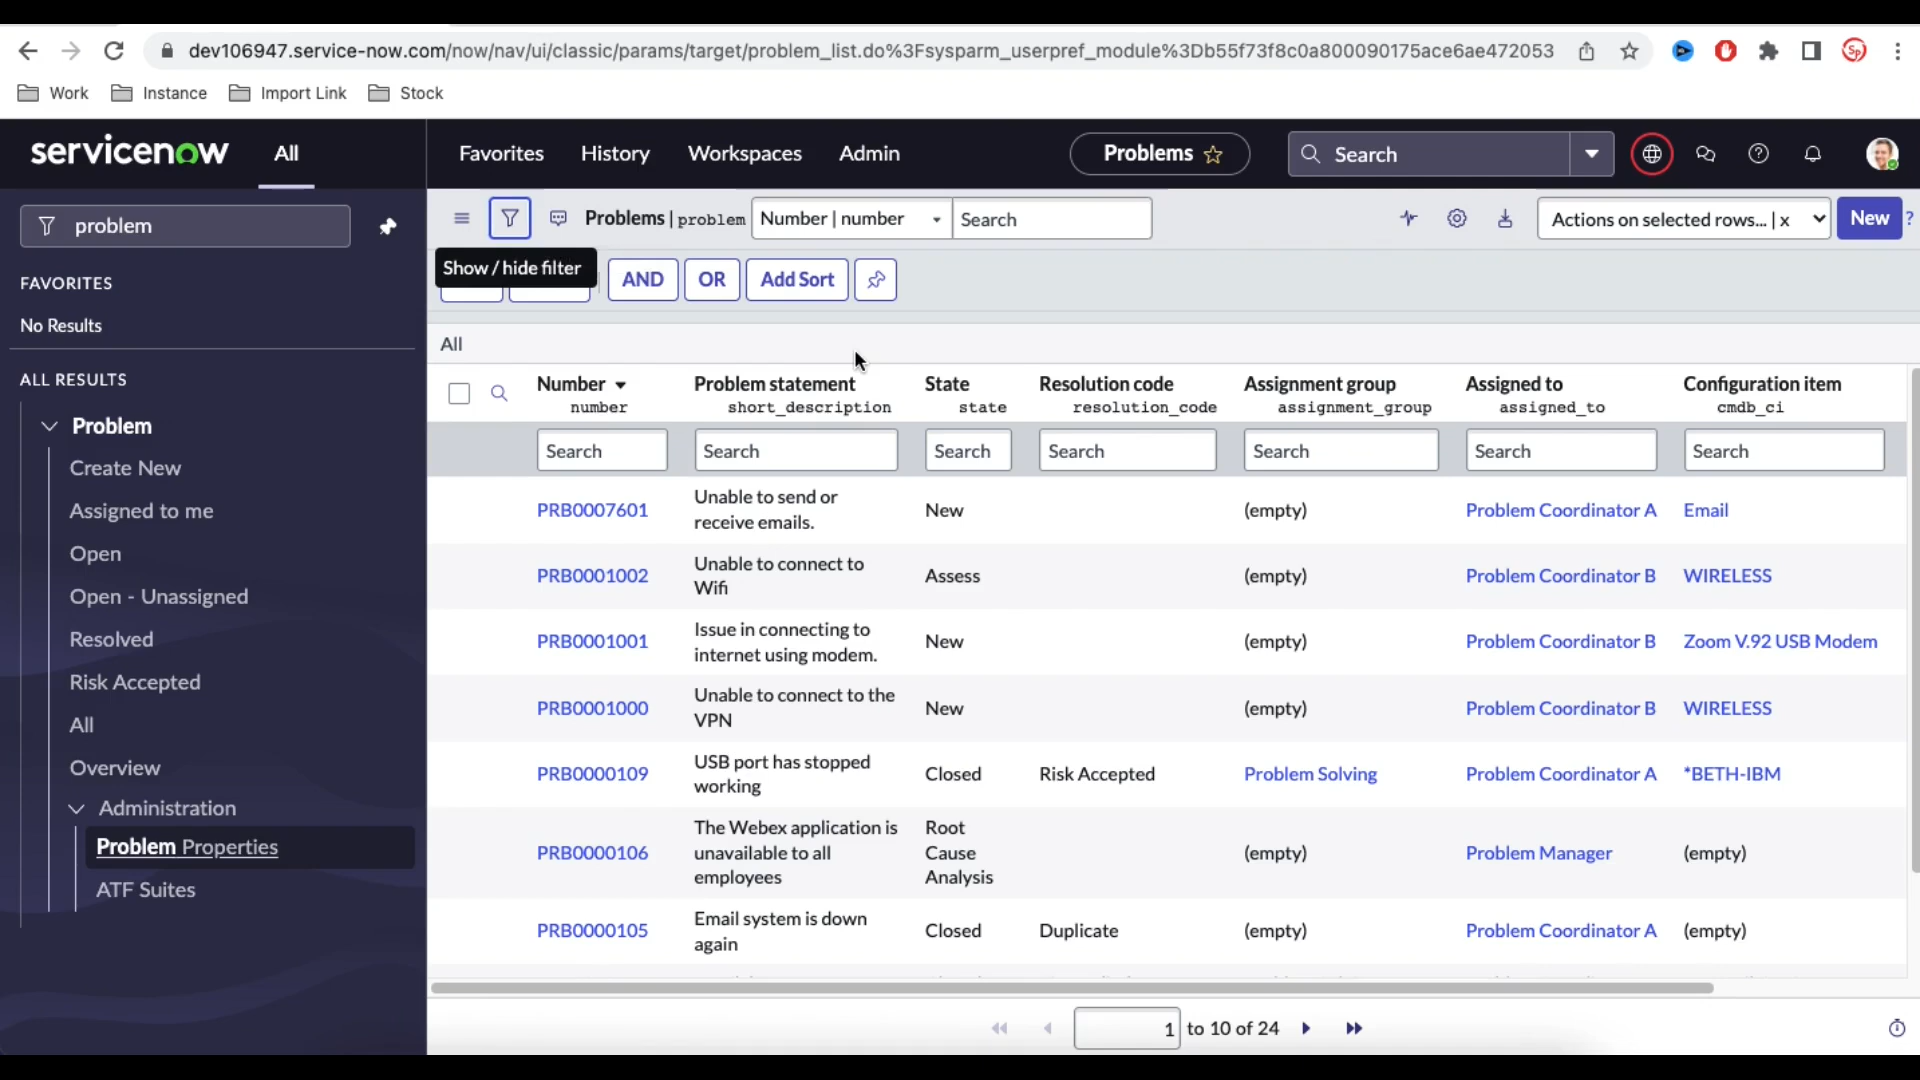 dev106947.service-now.com/now/nav/ui/classic/params/target/problem_list.do%3Fsysparm_userpref_module%3Db55f73f8c0a800090175ace6ae472053
Work Instance Import Link Stock
servicenow All Favorites History Workspaces Admin Problems Search
problem
FAVORITES
No Results
ALL RESULTS
Problem
Create New
Assigned to me
Open
Open - Unassigned
Resolved
Risk Accepted
All
Overview
Administration
Problem Properties
ATF Suites
Problems | problem Number | number Search Actions on selected rows... | x New ?
Show / hide filter AND OR Add Sort
All
Number Problem statement State Resolution code Assignment group Assigned to Configuration item
number short_description state resolution_code assignment_group assigned_to cmdb_ci
Search Search Search Search Search Search Search
PRB0007601 Unable to send or receive emails. New (empty) Problem Coordinator A Email
PRB0001002 Unable to connect to Wifi Assess (empty) Problem Coordinator B WIRELESS
PRB0001001 Issue in connecting to internet using modem. New (empty) Problem Coordinator B Zoom V.92 USB Modem
PRB0001000 Unable to connect to the VPN New (empty) Problem Coordinator B WIRELESS
PRB0000109 USB port has stopped working Closed Risk Accepted Problem Solving Problem Coordinator A *BETH-IBM
PRB0000106 The Webex application is unavailable to all employees Root Cause Analysis (empty) Problem Manager (empty)
PRB0000105 Email system is down again Closed Duplicate (empty) Problem Coordinator A (empty)
1 to 10 of 24